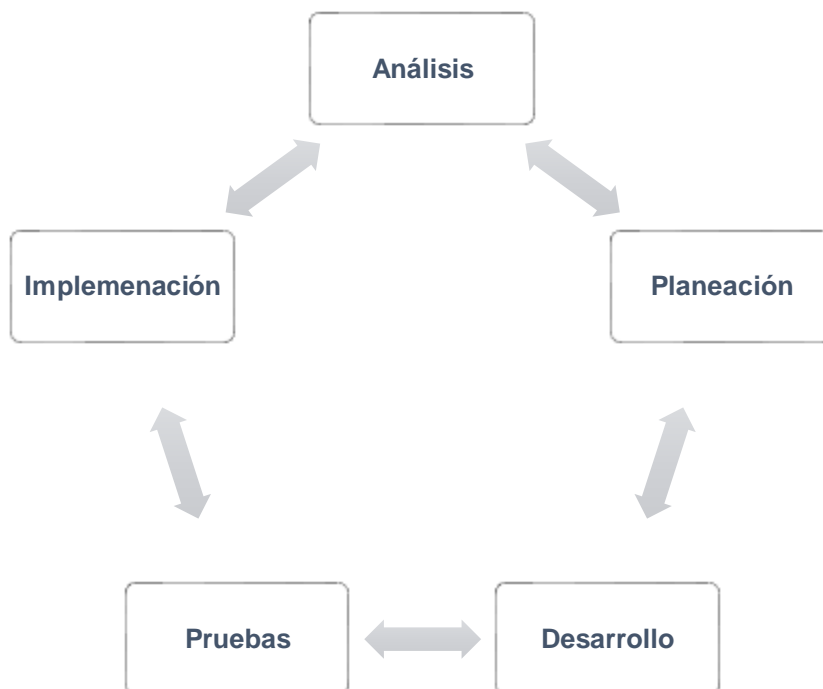 Análisis
Implemenación
Planeación
Pruebas
Desarrollo